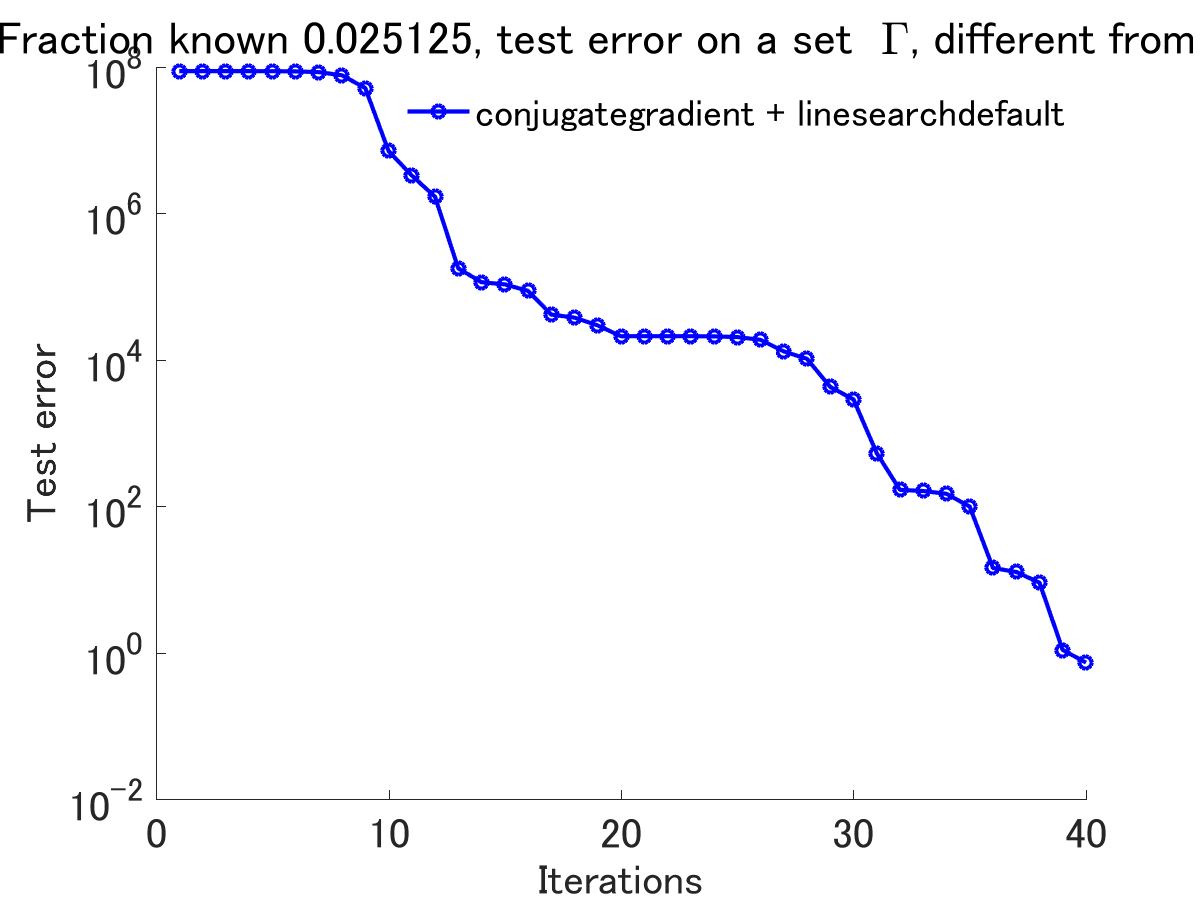 Fraction known 0.025125, test error on a set Γ, different from
10^8
conjugategradient + linesearchdefault
10^6
10^4
10^2
10^0
10^-2
Test error
0 10 20 30 40
Iterations